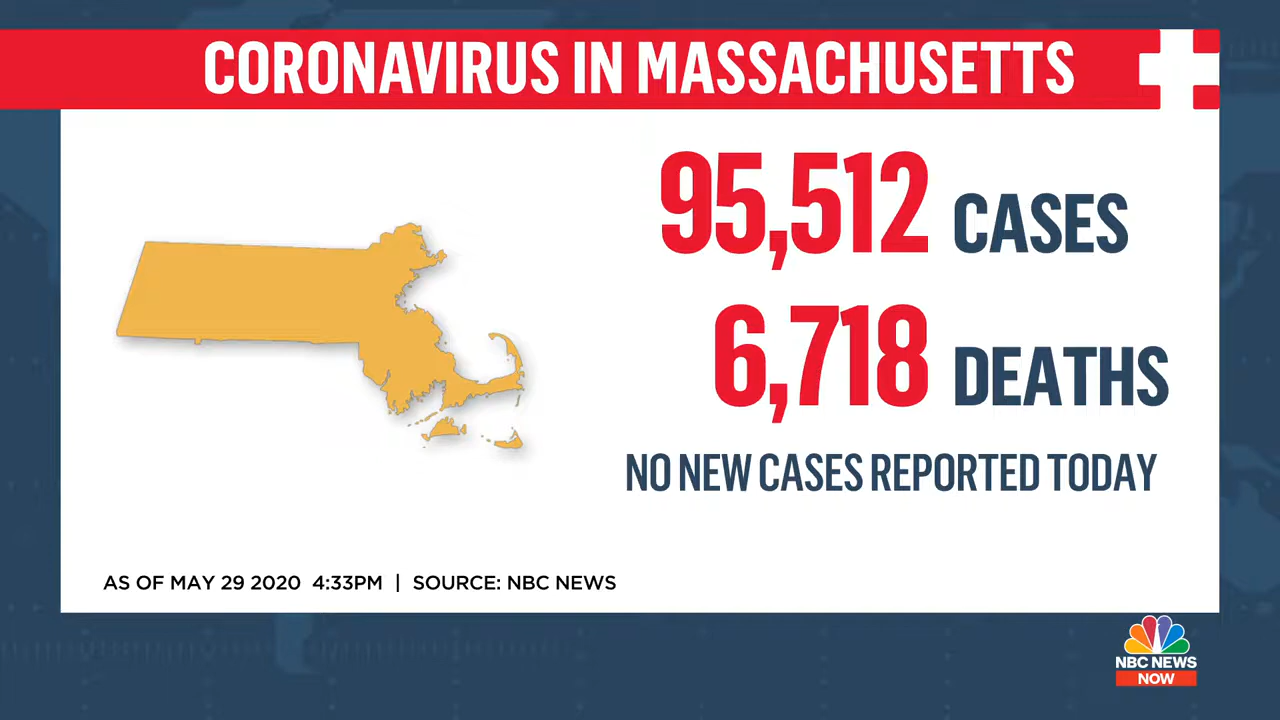 CORONAVIRUS IN MASSACHUSETTS
95,512 CASES
6,718 DEATHS
NO NEW CASES REPORTED TODAY
AS OF MAY 29 2020 4:33PM | SOURCE: NBC NEWS
NBC NEWS
NOW